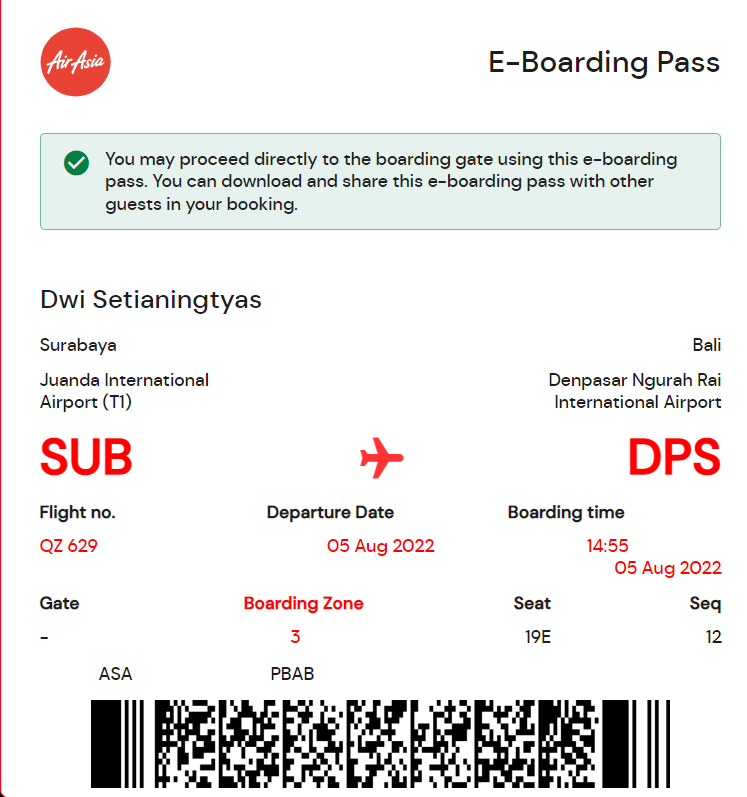 AirAsia
E-Boarding Pass
You may proceed directly to the boarding gate using this e-boarding
pass. You can download and share this e-boarding pass with other
guests in your booking.
Dwi Setianingtyas
Surabaya Bali
Juanda International Denpasar Ngurah Rai
Airport (T1) International Airport
SUB DPS
Flight no. Departure Date Boarding time
QZ 629 05 Aug 2022 14:55
05 Aug 2022
Gate Boarding Zone Seat Seq
- 3 19E 12
ASA PBAB